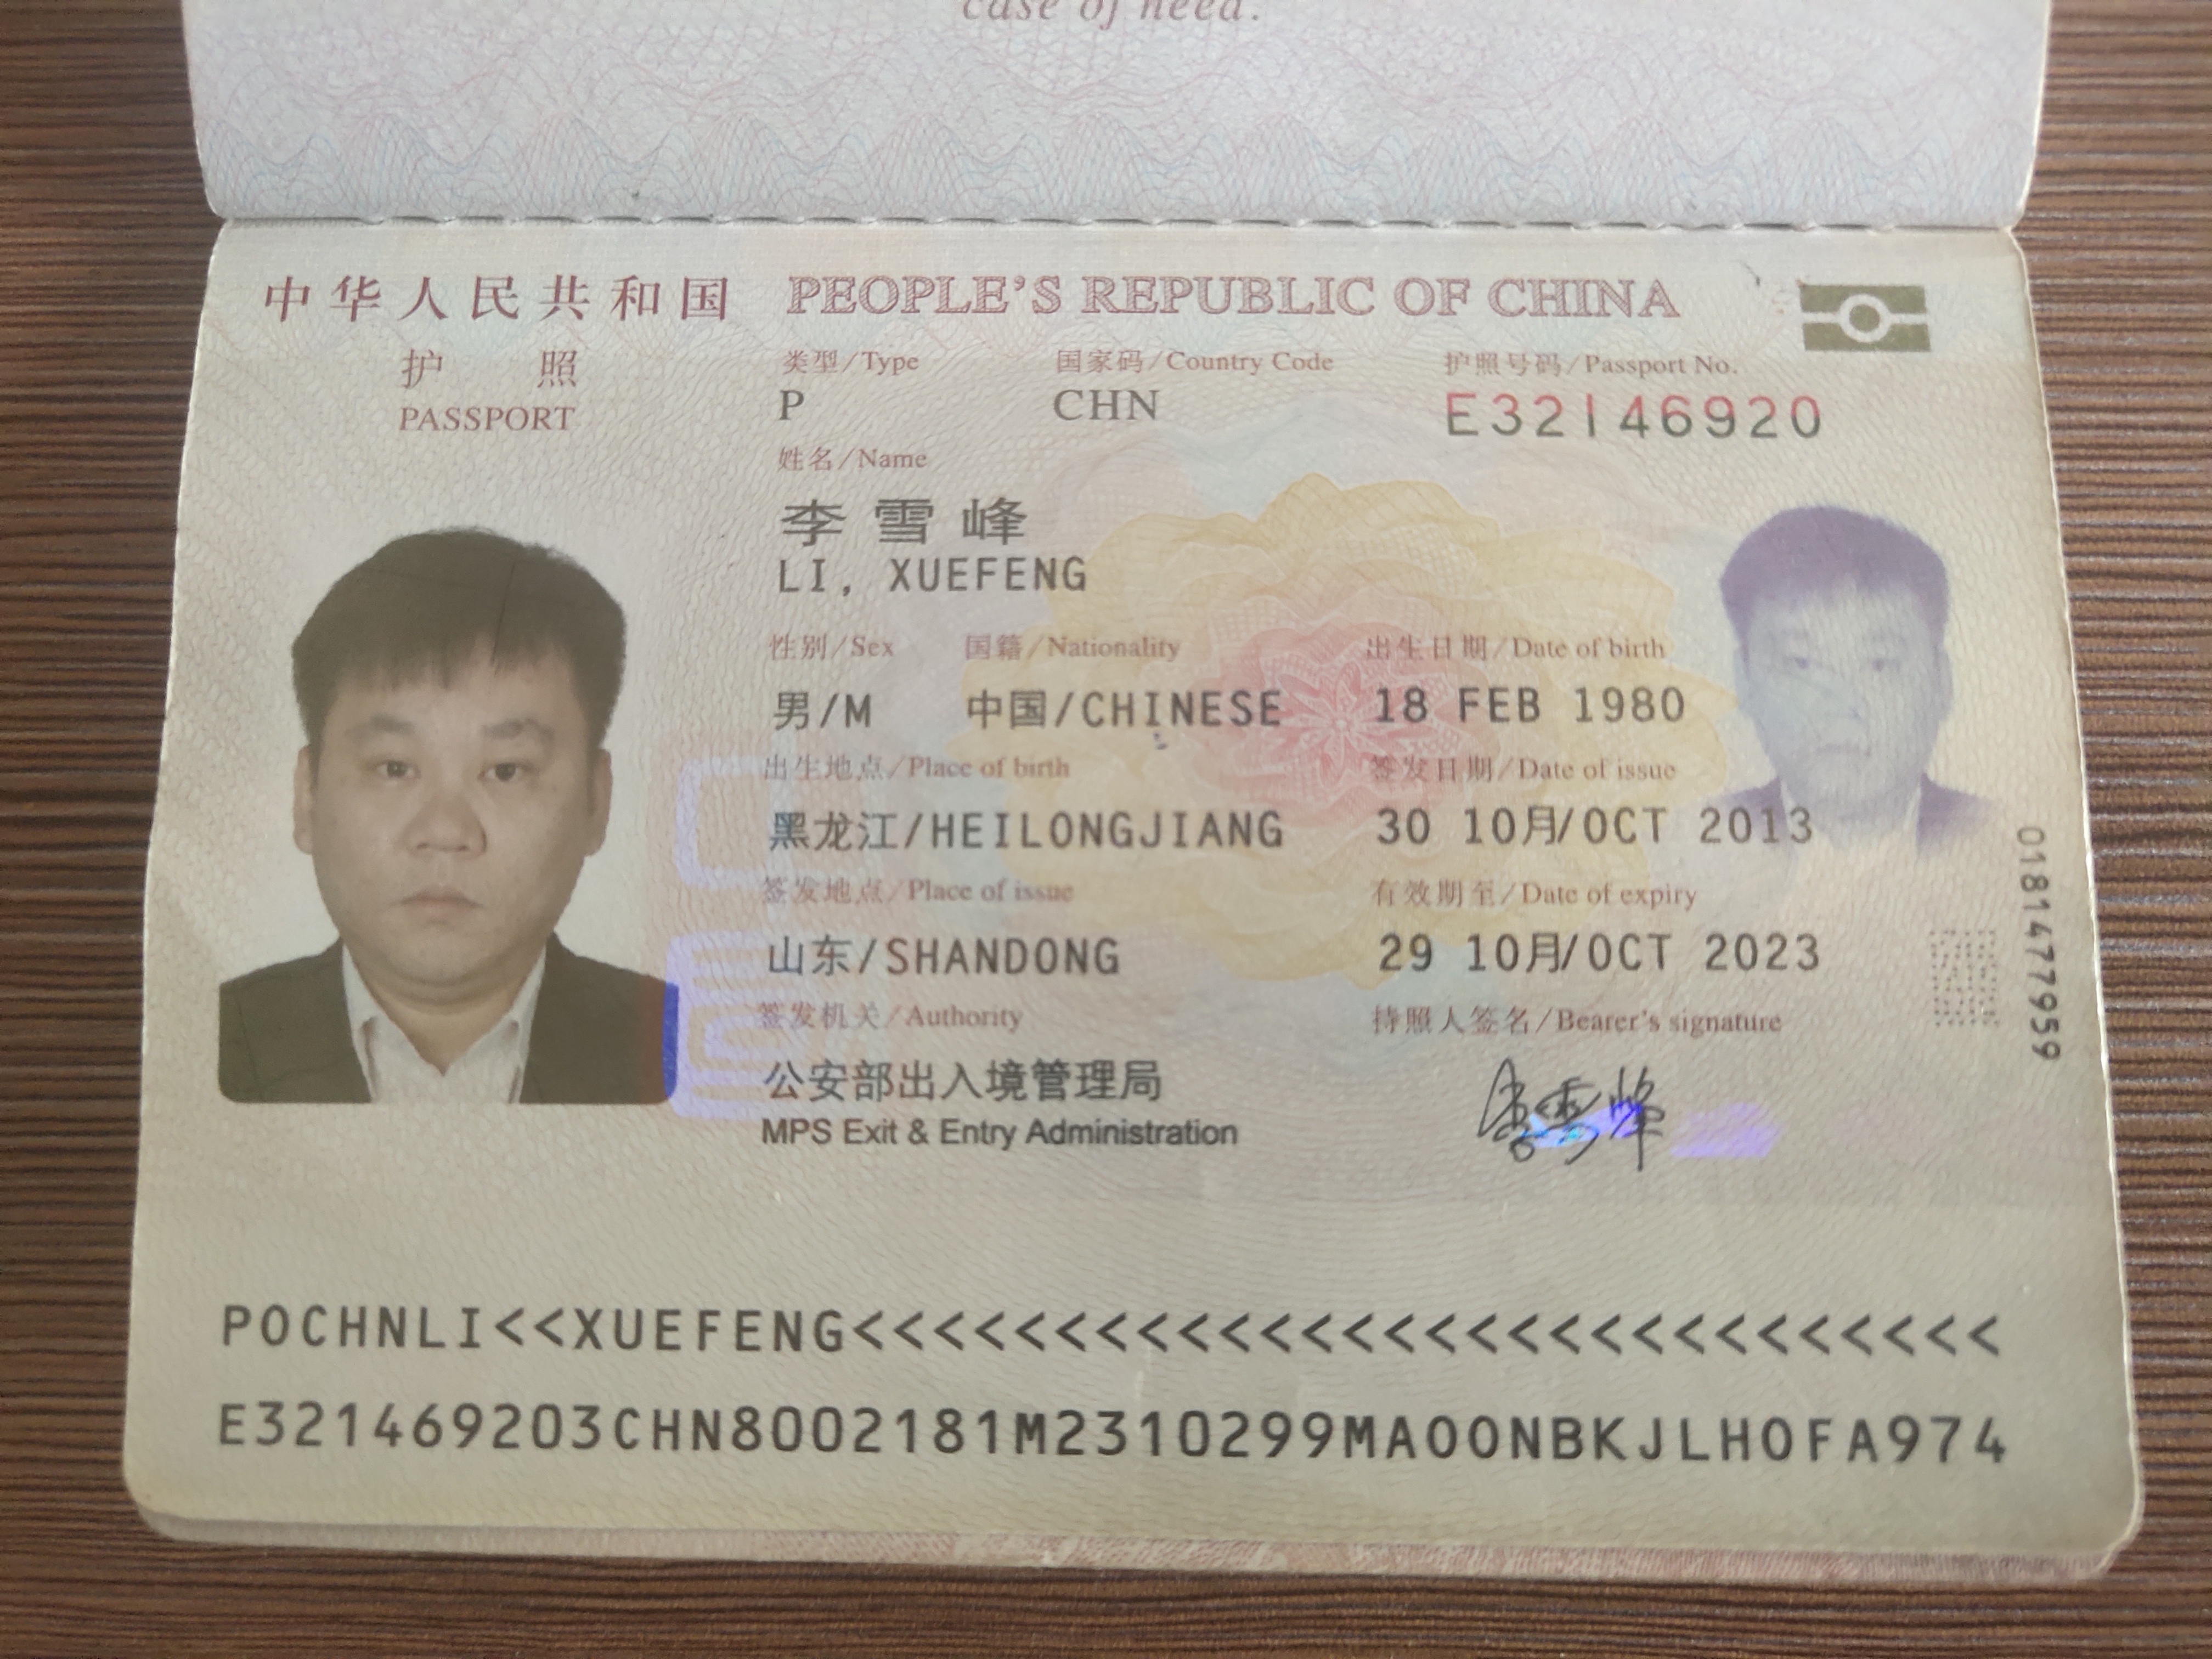 case of need.
中华人民共和国 PEOPLE'S REPUBLIC OF CHINA
护照 类型/Type 国家码/Country Code 护照号码/Passport No.
PASSPORT P CHN E32146920
姓名/Name
李雪峰
LI, XUEFENG
性别/Sex 国籍/Nationality 出生日期/Date of birth
男/M 中国/CHINESE 18 FEB 1980
出生地点/Place of birth 签发日期/Date of issue
黑龙江/HEILONGJIANG 30 10月/OCT 2013
签发地点/Place of issue 有效期至/Date of expiry
山东/SHANDONG 29 10月/OCT 2023
签发机关/Authority 持照人签名/Bearer's signature
公安部出入境管理局 李雪峰
MPS Exit & Entry Administration
0181477959
POCHNLI<<XUEFENG<<<<<<<<<<<<<<<<<<<<<<<<<<<<
E321469203CHN8002181M2310299MAOONBKJLHOFA974